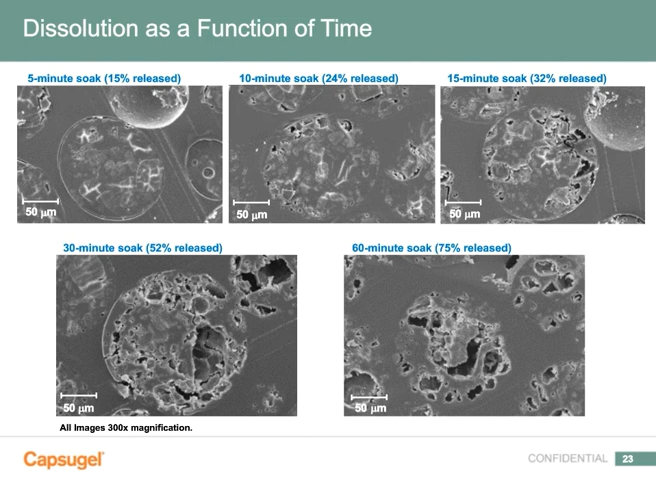 Dissolution as a Function of Time
5-minute soak (15% released)
10-minute soak (24% released)
15-minute soak (32% released)
50 μm
50 μm
50 μm
30-minute soak (52% released)
60-minute soak (75% released)
50 μm
50 μm
All Images 300x magnification.
Capsugel
CONFIDENTIAL 23